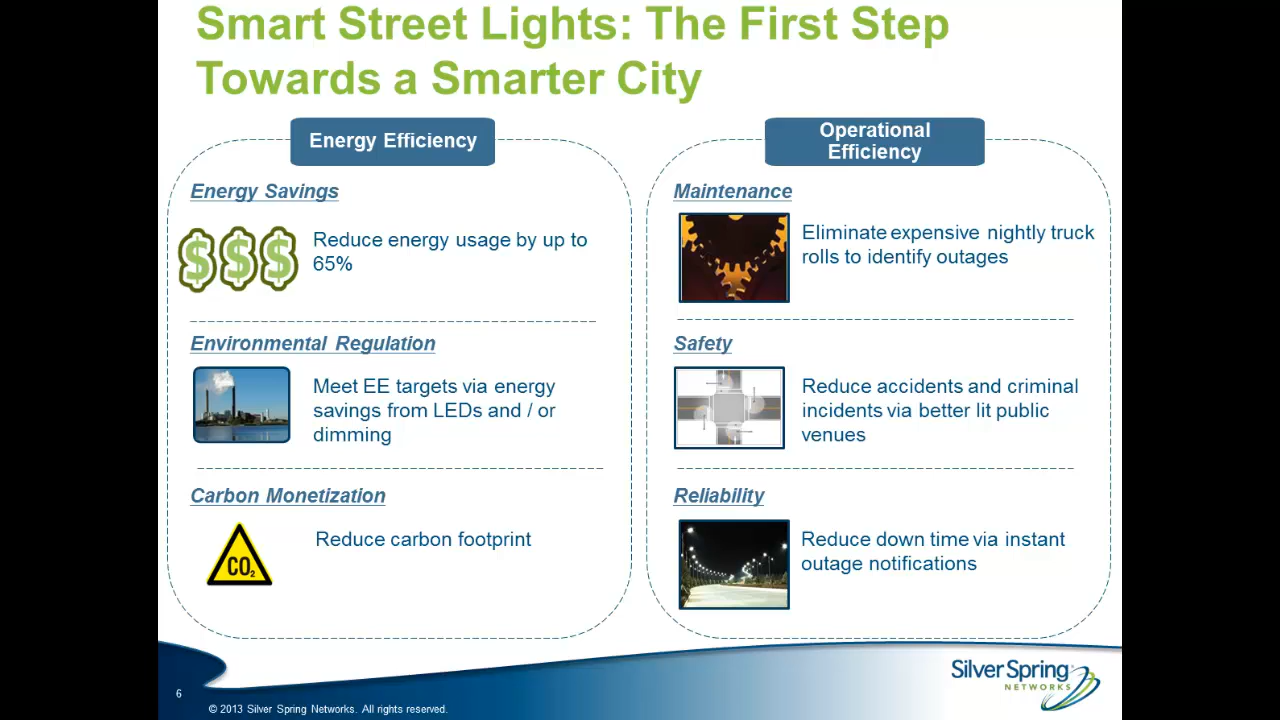 Smart Street Lights: The First Step
Towards a Smarter City
Energy Efficiency
Energy Savings
$$$
Reduce energy usage by up to
65%
Environmental Regulation
Meet EE targets via energy
savings from LEDs and / or
dimming
Carbon Monetization
CO2
Reduce carbon footprint
Operational
Efficiency
Maintenance
Eliminate expensive nightly truck
rolls to identify outages
Safety
Reduce accidents and criminal
incidents via better lit public
venues
Reliability
Reduce down time via instant
outage notifications
6
© 2013 Silver Spring Networks. All rights reserved.
Silver Spring
NETWORKS